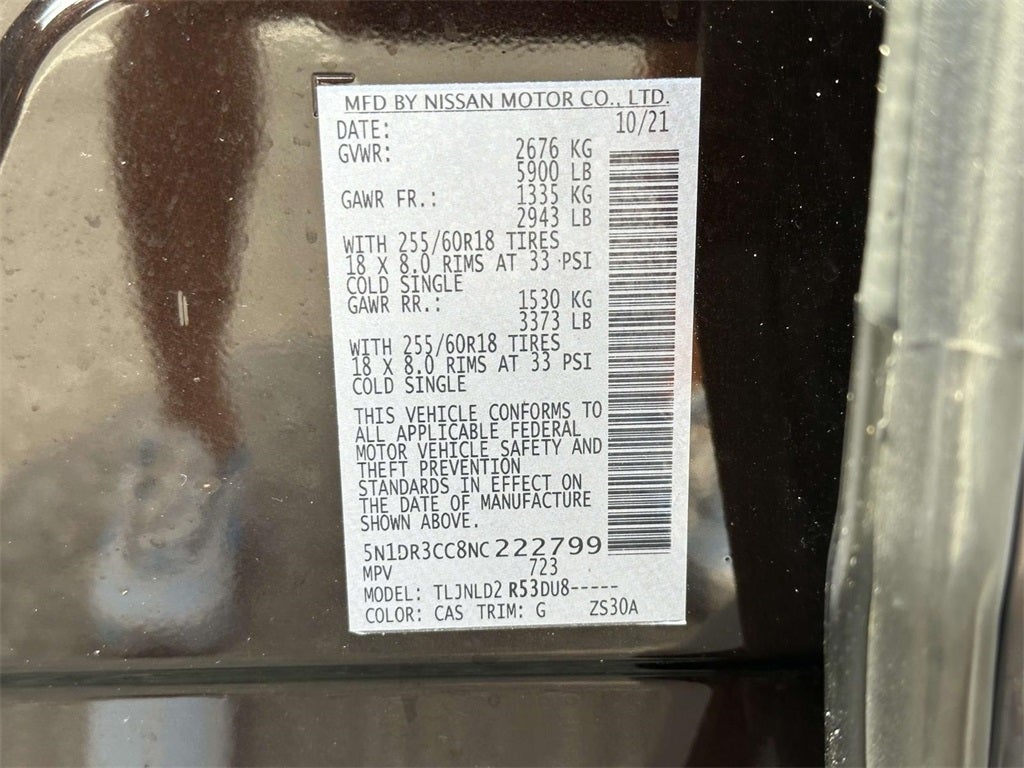 MFD BY NISSAN MOTOR CO., LTD.
DATE: 10/21
GVWR: 2676 KG
5900 LB
GAWR FR.: 1335 KG
2943 LB
WITH 255/60R18 TIRES
18 X 8.0 RIMS AT 33 PSI
COLD SINGLE
GAWR RR.: 1530 KG
3373 LB
WITH 255/60R18 TIRES
18 X 8.0 RIMS AT 33 PSI
COLD SINGLE
THIS VEHICLE CONFORMS TO
ALL APPLICABLE FEDERAL
MOTOR VEHICLE SAFETY AND
THEFT PREVENTION
STANDARDS IN EFFECT ON
THE DATE OF MANUFACTURE
SHOWN ABOVE.
5N1DR3CC8NC222799
MPV 723
MODEL: TLJNLD2 R53DU8-----
COLOR: CAS TRIM: G ZS30A